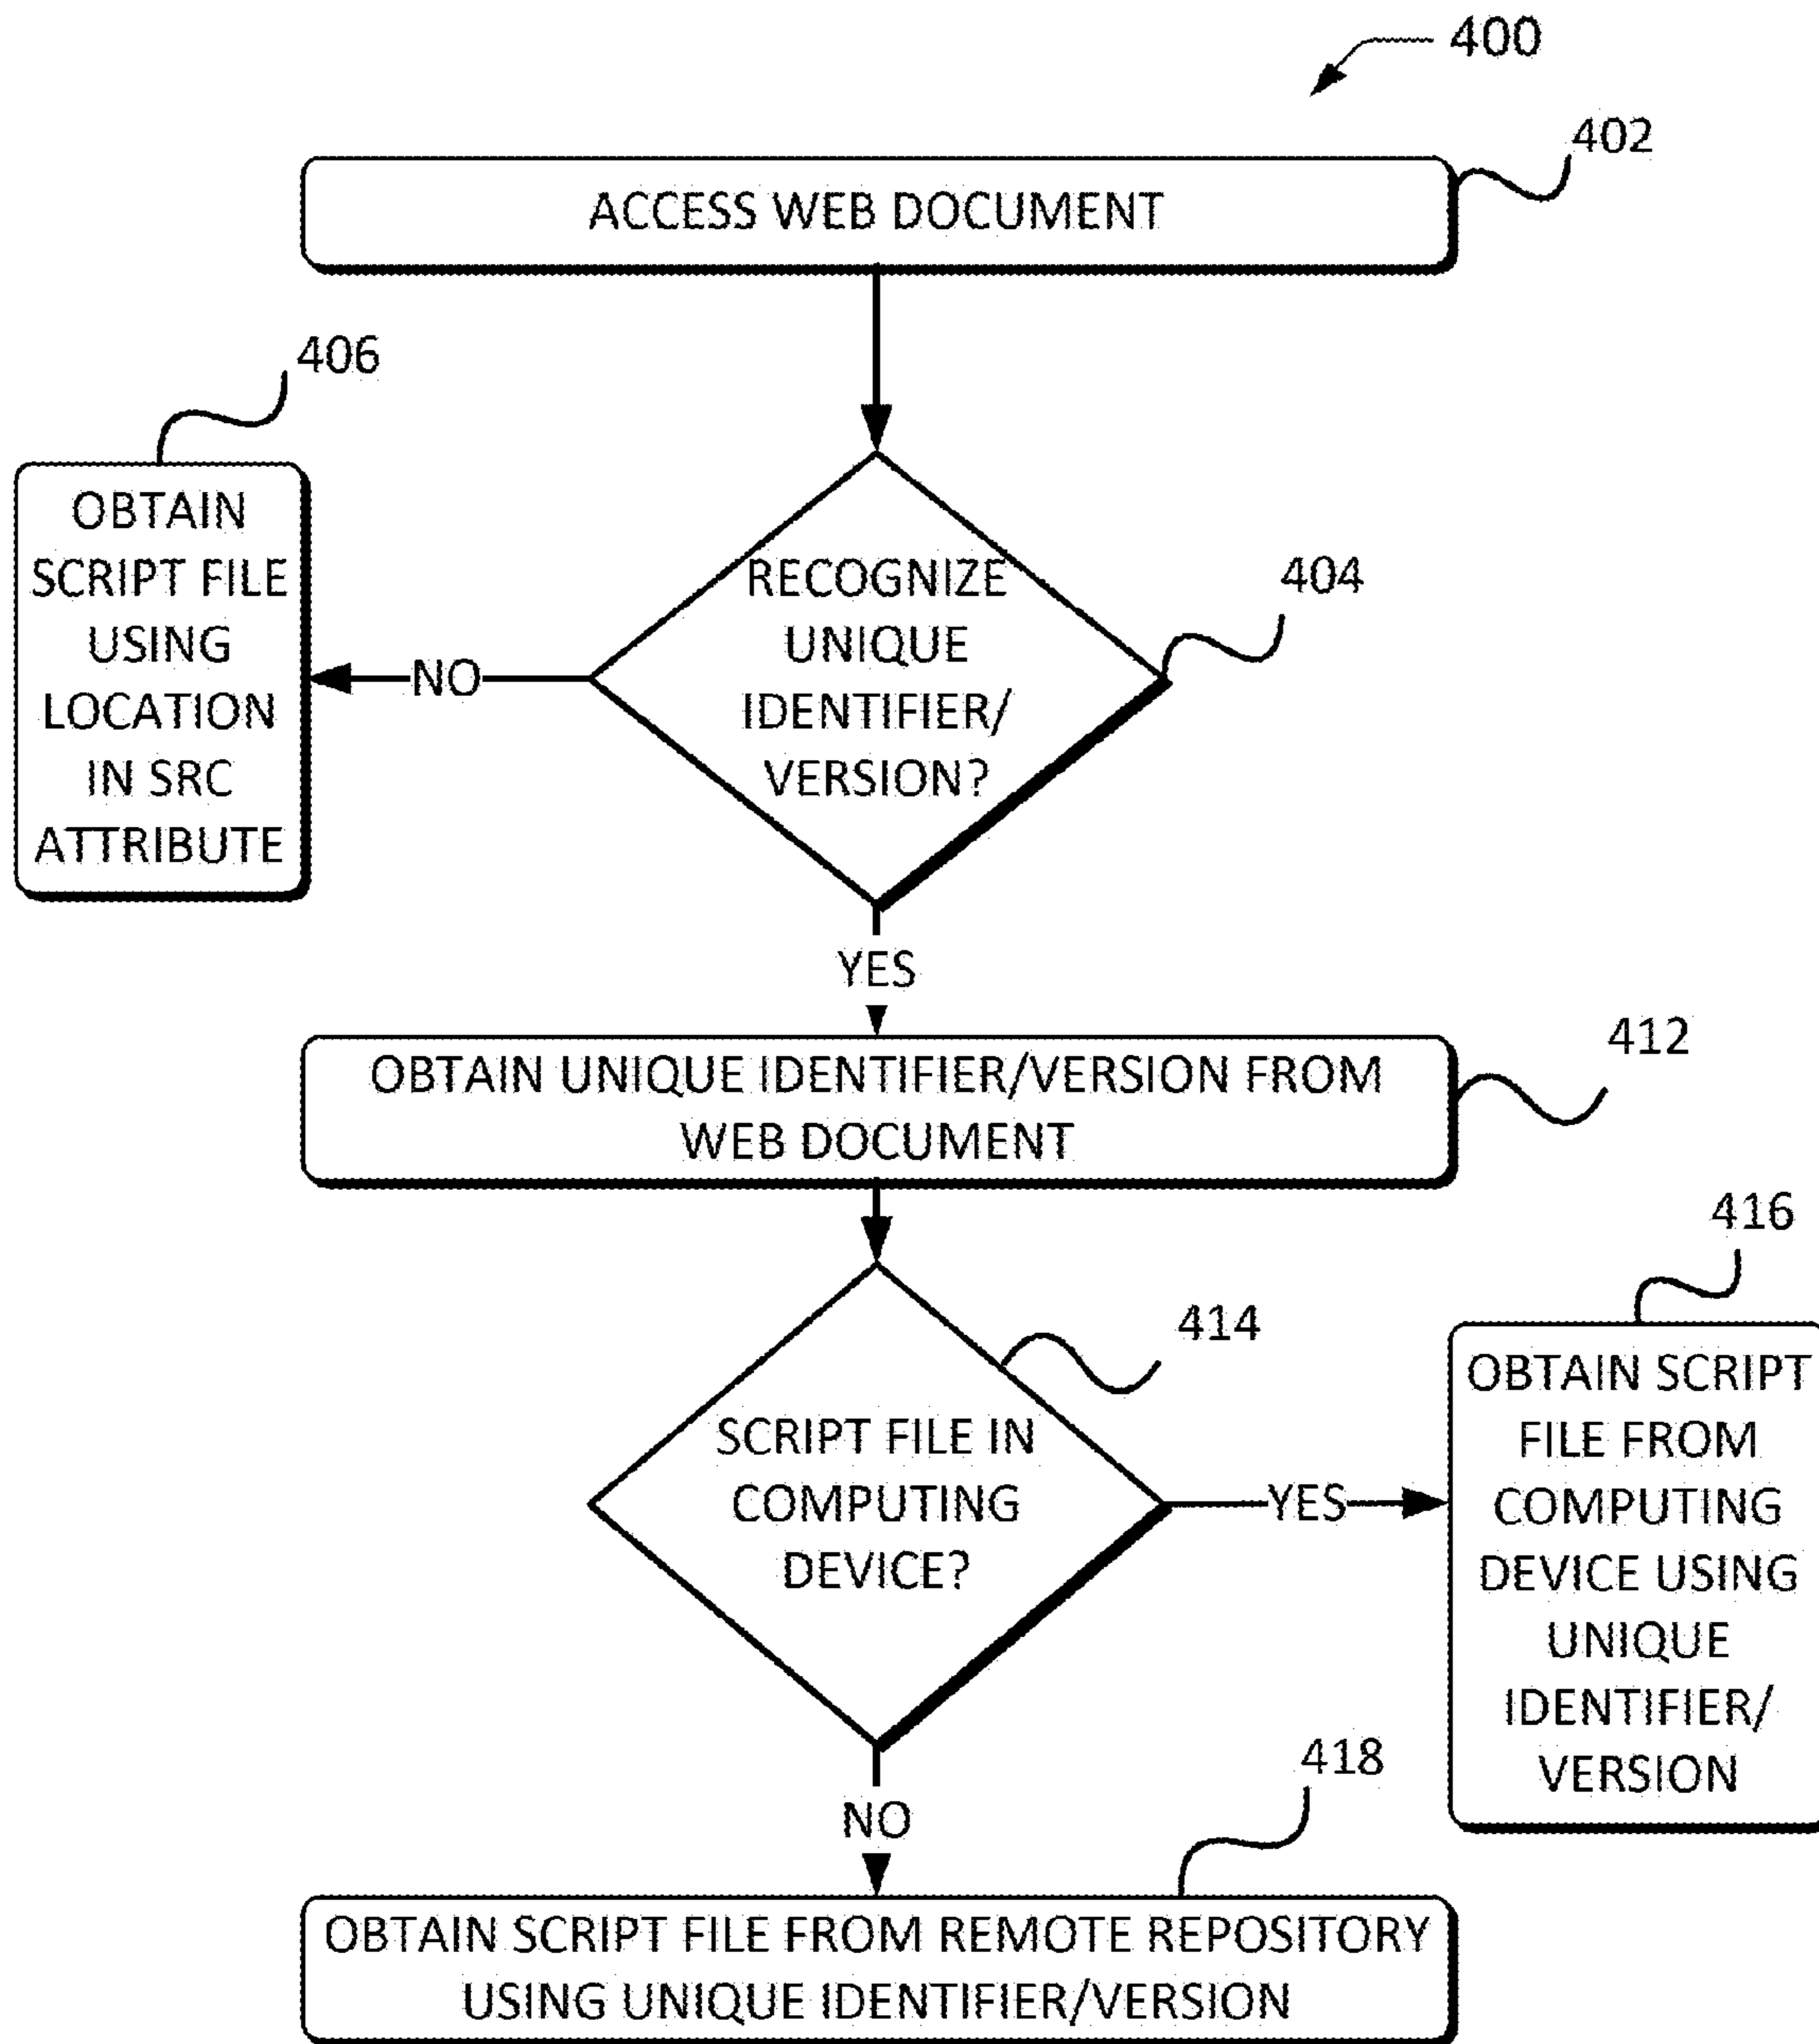 400
402
ACCESS WEB DOCUMENT
406
OBTAIN
SCRIPT FILE
USING
LOCATION
IN SRC
ATTRIBUTE
RECOGNIZE
UNIQUE
IDENTIFIER/
VERSION?
404
NO
YES
OBTAIN UNIQUE IDENTIFIER/VERSION FROM
WEB DOCUMENT
412
SCRIPT FILE IN
COMPUTING
DEVICE?
414
YES
416
OBTAIN SCRIPT
FILE FROM
COMPUTING
DEVICE USING
UNIQUE
IDENTIFIER/
VERSION
NO
418
OBTAIN SCRIPT FILE FROM REMOTE REPOSITORY
USING UNIQUE IDENTIFIER/VERSION